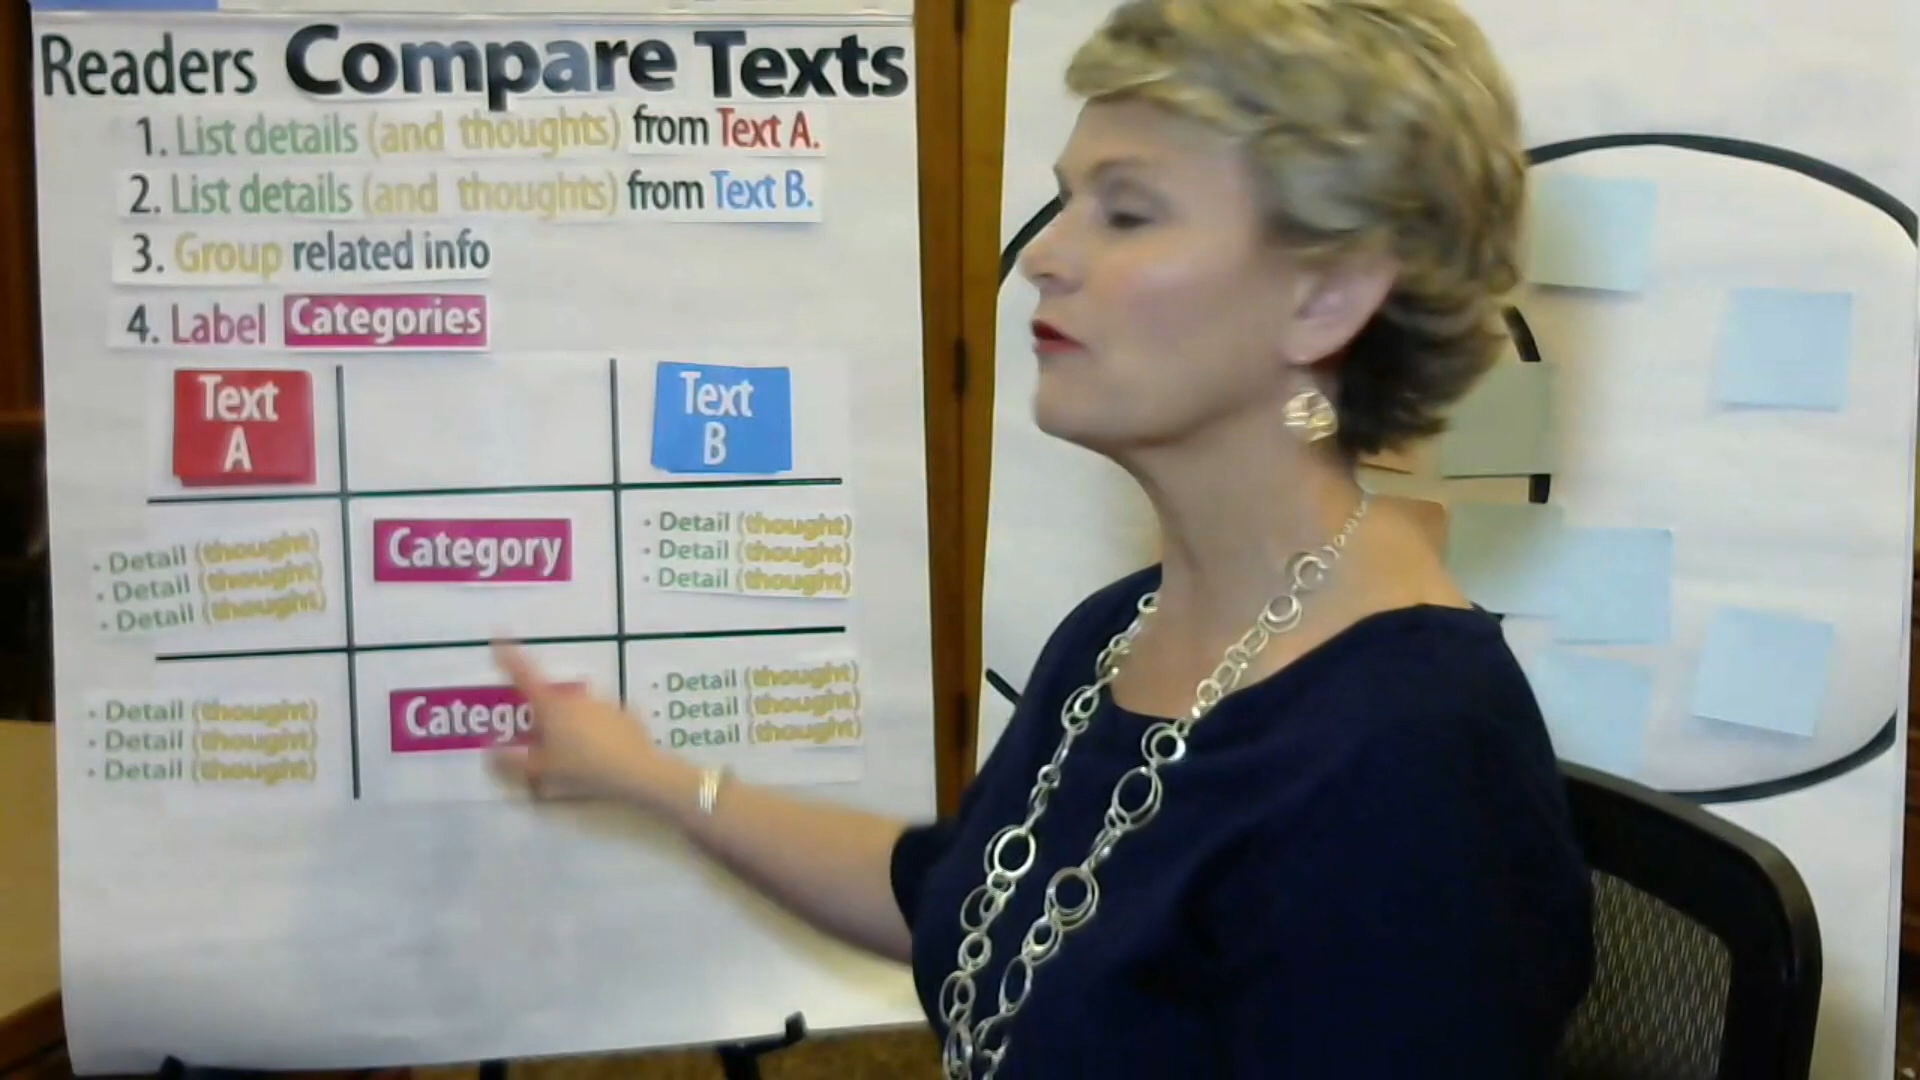 Readers Compare Texts
1. List details (and thoughts) from Text A.
2. List details (and thoughts) from Text B.
3. Group related info
4. Label Categories
Text
A
Text
B
• Detail (thought)
• Detail (thought)
• Detail (thought)
Category
• Detail (thought)
• Detail (thought)
• Detail (thought)
• Detail (thought)
• Detail (thought)
• Detail (thought)
Catego
• Detail (thought)
• Detail (thought)
• Detail (thought)